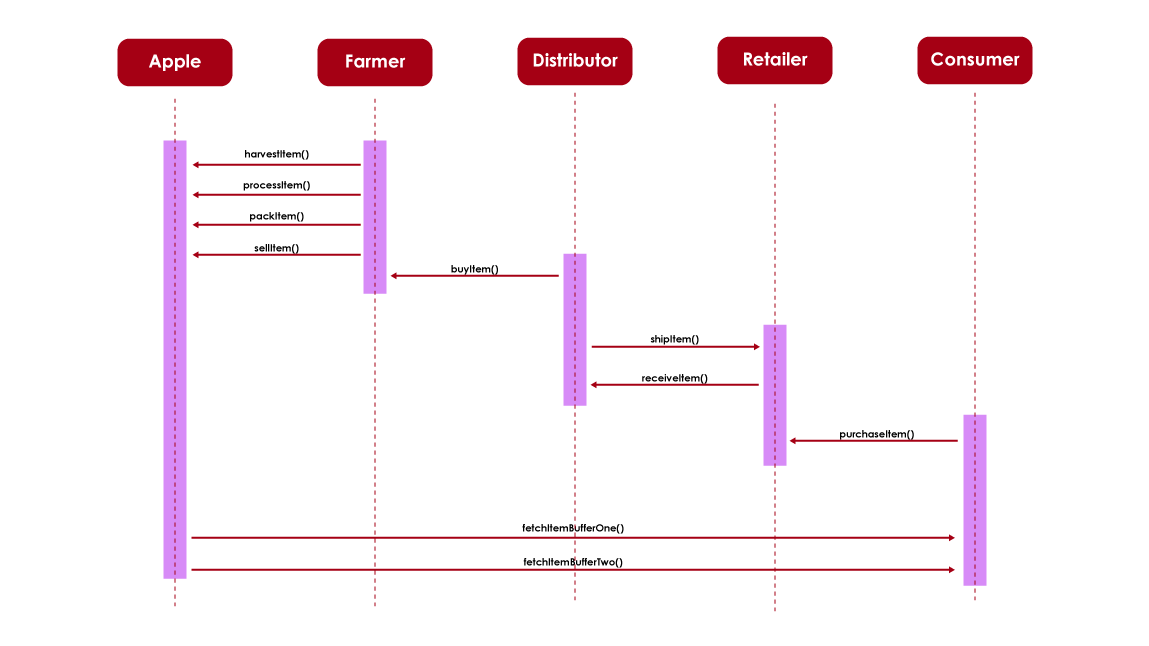 Apple
Farmer
Distributor
Retailer
Consumer
harvestItem()
processItem()
packItem()
sellItem()
buyItem()
shipItem()
receiveItem()
purchaseItem()
fetchItemBufferOne()
fetchItemBufferTwo()